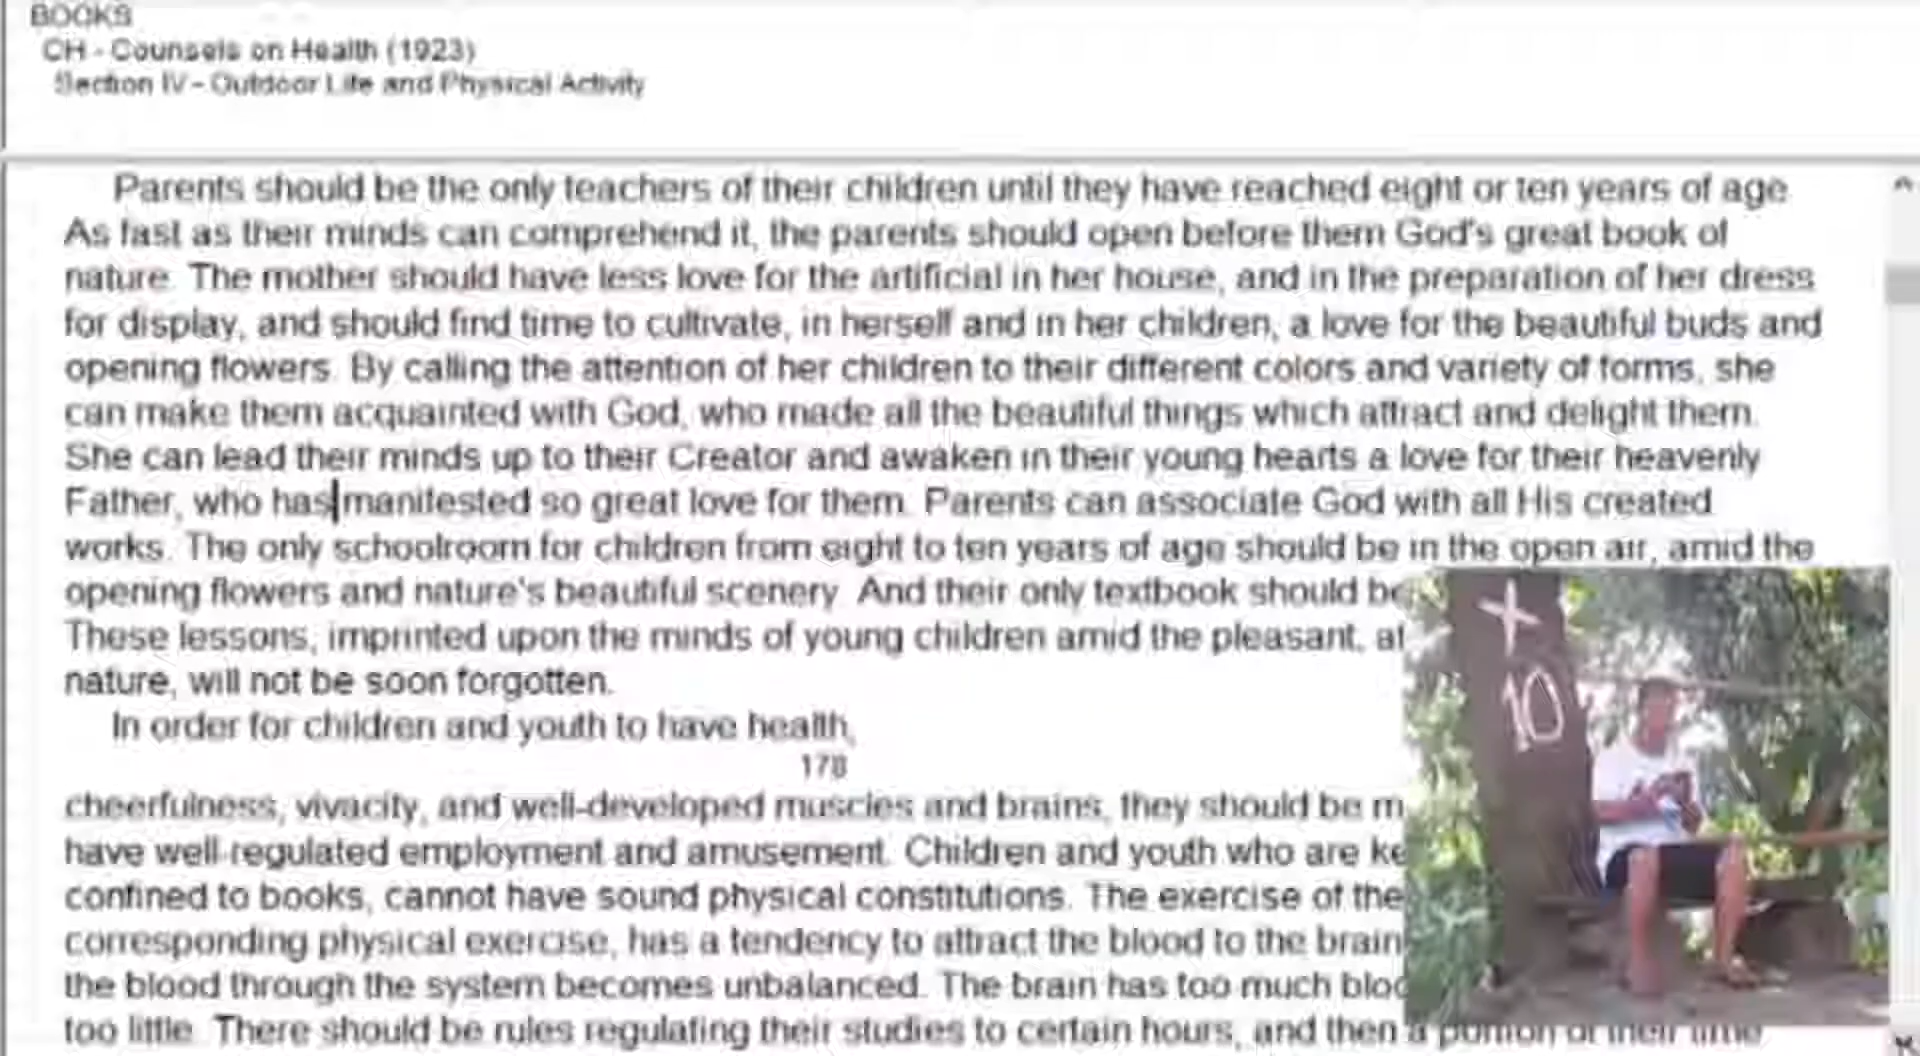 BOOKS
CH - Counsels on Health (1923)
Section IV - Outdoor Life and Physical Activity
Parents should be the only teachers of their children until they have reached eight or ten years of age
As fast as their minds can comprehend it, the parents should open before them God's great book of
nature. The mother should have less love for the artificial in her house, and in the preparation of her dress
for display, and should find time to cultivate, in herself and in her children, a love for the beautiful buds and
opening flowers. By calling the attention of her children to their different colors and variety of forms, she
can make them acquainted with God, who made all the beautiful things which attract and delight them.
She can lead their minds up to their Creator and awaken in their young hearts a love for their heavenly
Father, who has manifested so great love for them. Parents can associate God with all His created
works. The only schoolroom for children from eight to ten years of age should be in the open air, amid the
opening flowers and nature's beautiful scenery. And their only textbook should be
These lessons, imprinted upon the minds of young children amid the pleasant,
nature, will not be soon forgotten.
In order for children and youth to have health,
178
cheerfulness, vivacity, and well-developed muscles and brains, they should be
have well-regulated employment and amusement. Children and youth who are
confined to books, cannot have sound physical constitutions. The exercise of the
corresponding physical exercise, has a tendency to attract the blood to the brain
the blood through the system becomes unbalanced. The brain has too much
too little. There should be rules regulating their studies to certain hours, and then a portion of their time
+
10